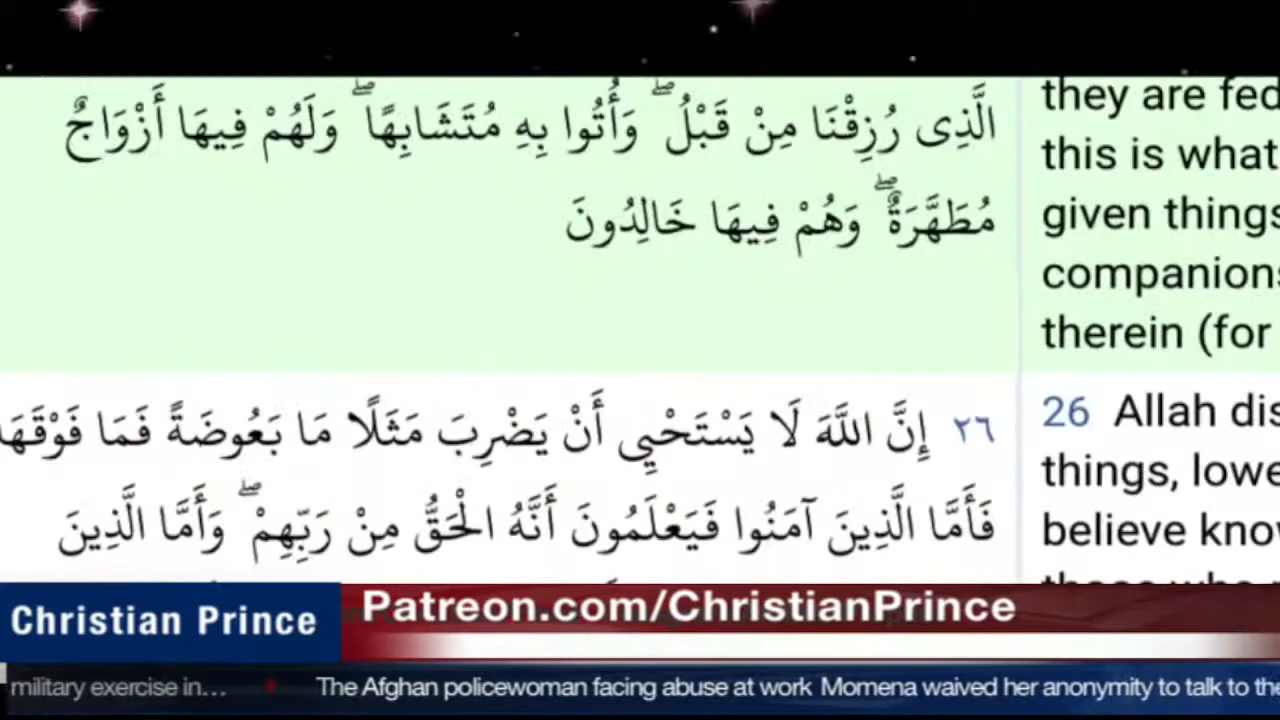 الَّذِى رُزِقْنَا مِنْ قَبْلُ ۖ وَأُتُوا بِهِ مُتَشَابِهًا ۖ وَلَهُمْ فِيهَا أَزْوَاجٌ
مُطَهَّرَةٌ ۖ وَهُمْ فِيهَا خَالِدُونَ
they are fed
this is what
given things
companions
therein (for
٢٦ إِنَّ اللَّهَ لَا يَسْتَحْيِي أَنْ يَضْرِبَ مَثَلًا مَا بَعُوضَةً فَمَا فَوْقَهَا
فَأَمَّا الَّذِينَ آمَنُوا فَيَعْلَمُونَ أَنَّهُ الْحَقُّ مِنْ رَبِّهِمْ ۖ وَأَمَّا الَّذِينَ
26 Allah dis
things, lowe
believe know
Christian Prince
Patreon.com/ChristianPrince
military exercise in... The Afghan policewoman facing abuse at work Momena waived her anonymity to talk to the